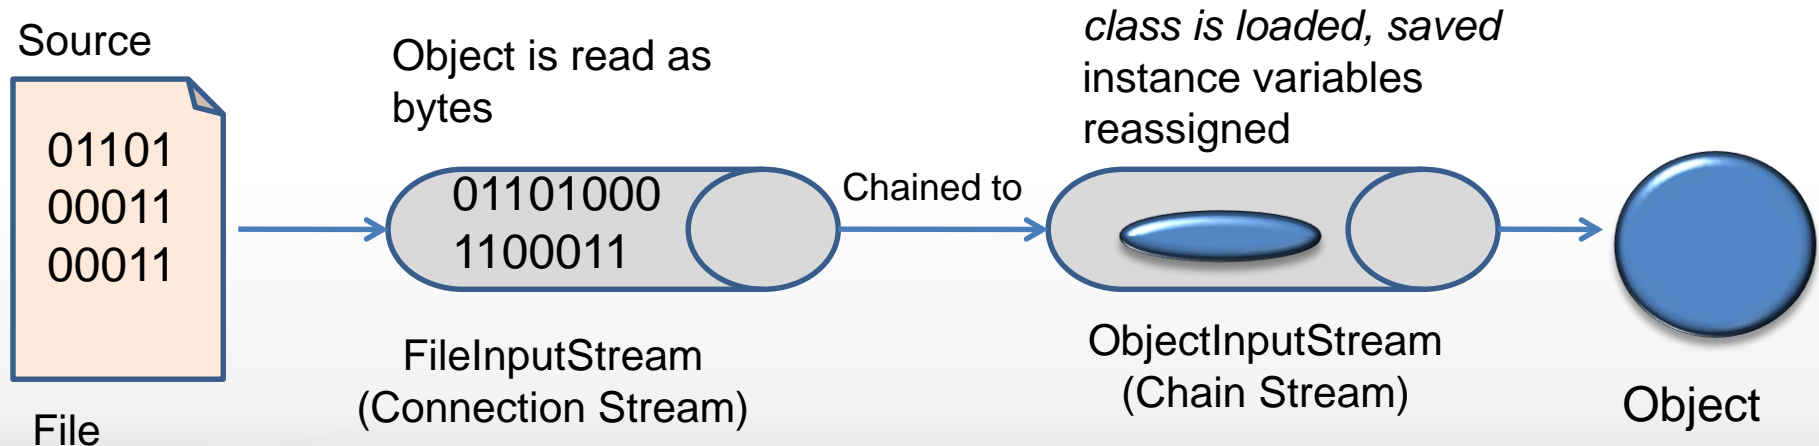 Source
01101
00011
00011
File
Object is read as
bytes
01101000
1100011
FileInputStream
(Connection Stream)
Chained to
class is loaded, saved
instance variables
reassigned
ObjectInputStream
(Chain Stream)
Object